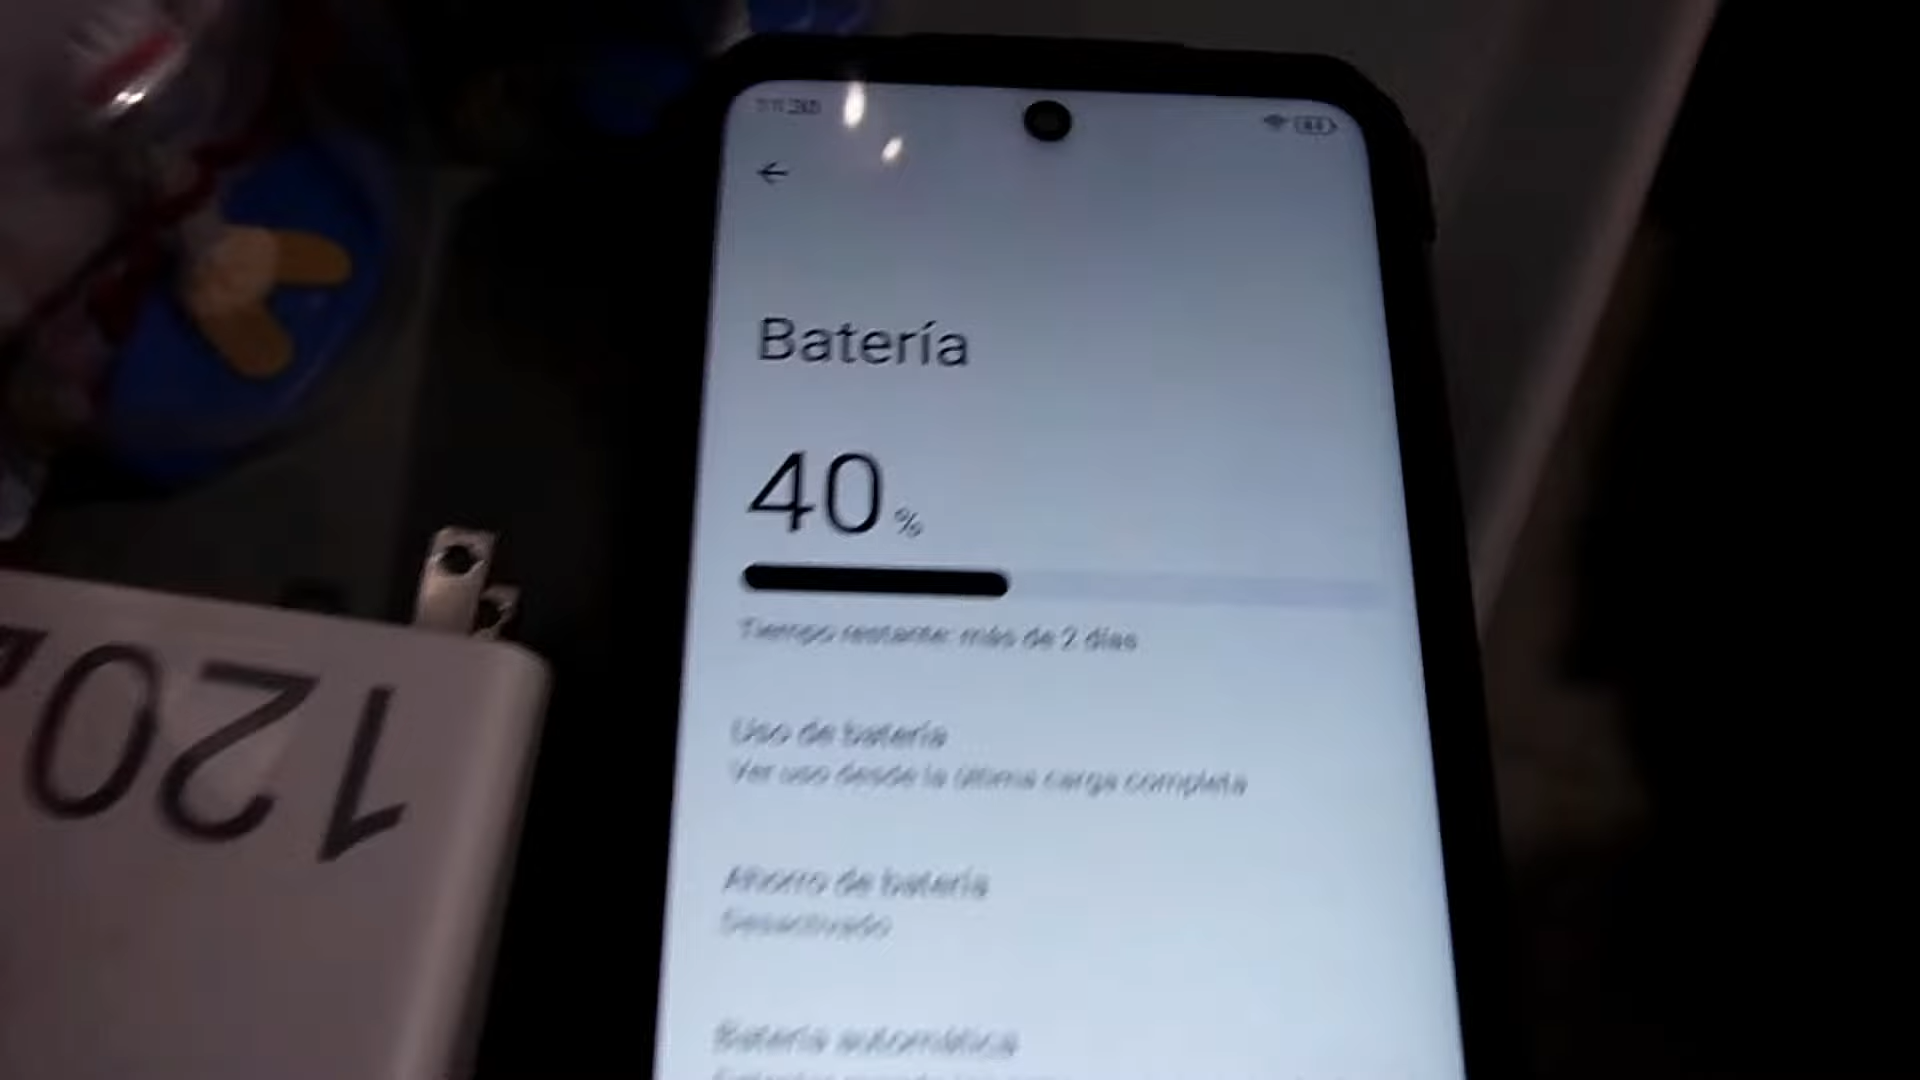 Batería
40 %
Tiempo restante: más de 2 días
Uso de batería
Ver uso desde la última carga completa
Ahorro de batería
Desactivado
Batería automática
120